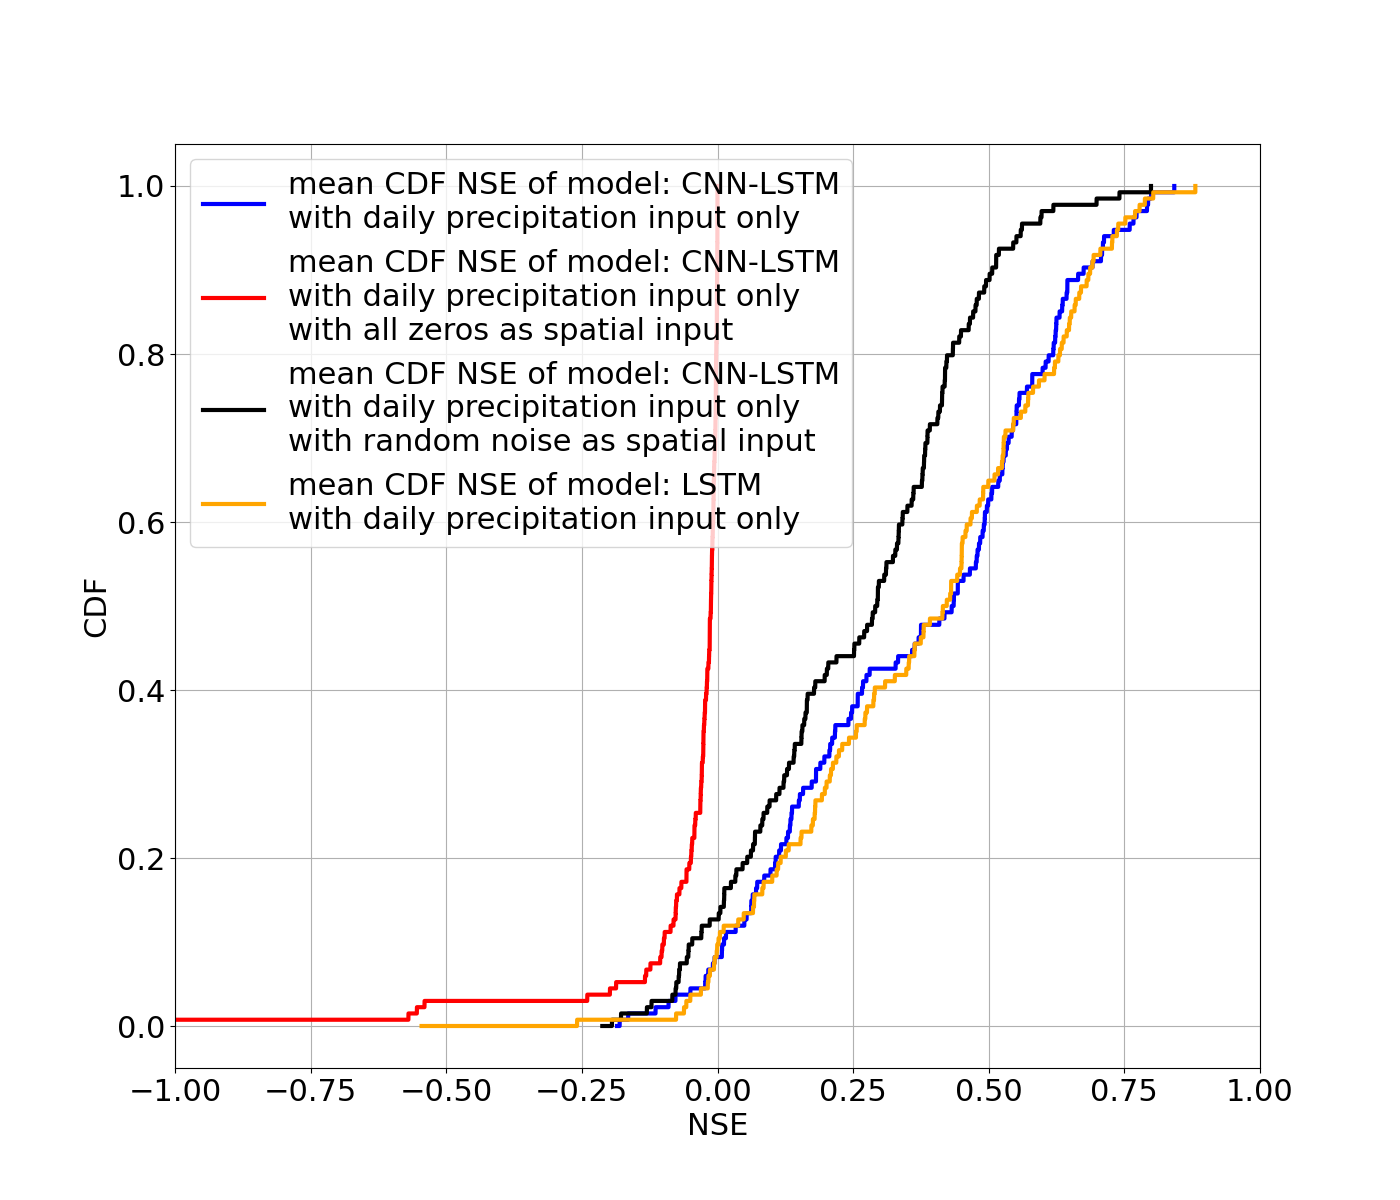 mean CDF NSE of model: CNN-LSTM
with daily precipitation input only
mean CDF NSE of model: CNN-LSTM
with daily precipitation input only
with all zeros as spatial input
mean CDF NSE of model: CNN-LSTM
with daily precipitation input only
with random noise as spatial input
mean CDF NSE of model: LSTM
with daily precipitation input only
CDF
1.0
0.8
0.6
0.4
0.2
0.0
−1.00 −0.75 −0.50 −0.25 0.00 0.25 0.50 0.75 1.00
NSE